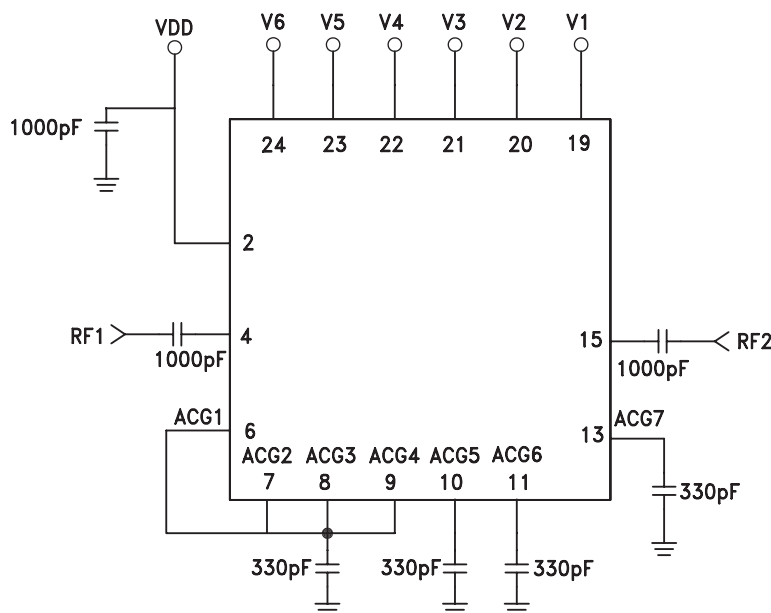 VDD V6 V5 V4 V3 V2 V1
1000pF
24 23 22 21 20 19
2
RF1 4 15 RF2
1000pF 1000pF
ACG1 6 13 ACG7
ACG2 ACG3 ACG4 ACG5 ACG6
7 8 9 10 11
330pF
330pF 330pF 330pF